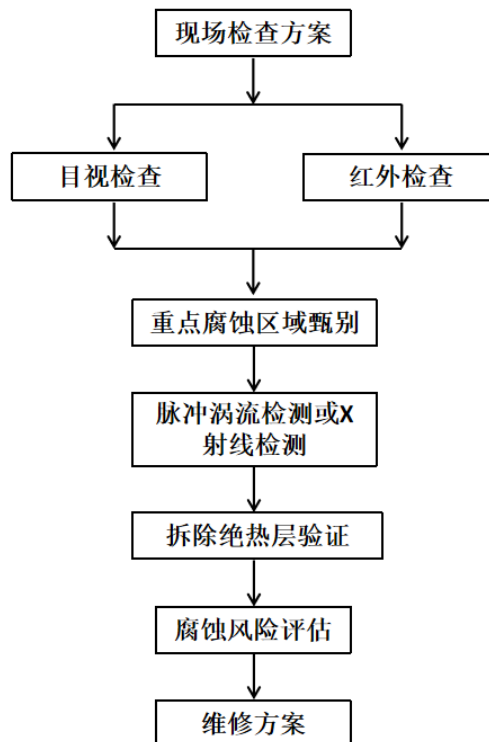 现场检查方案
目视检查
红外检查
重点腐蚀区域甄别
脉冲涡流检测或X
射线检测
拆除绝热层验证
腐蚀风险评估
维修方案